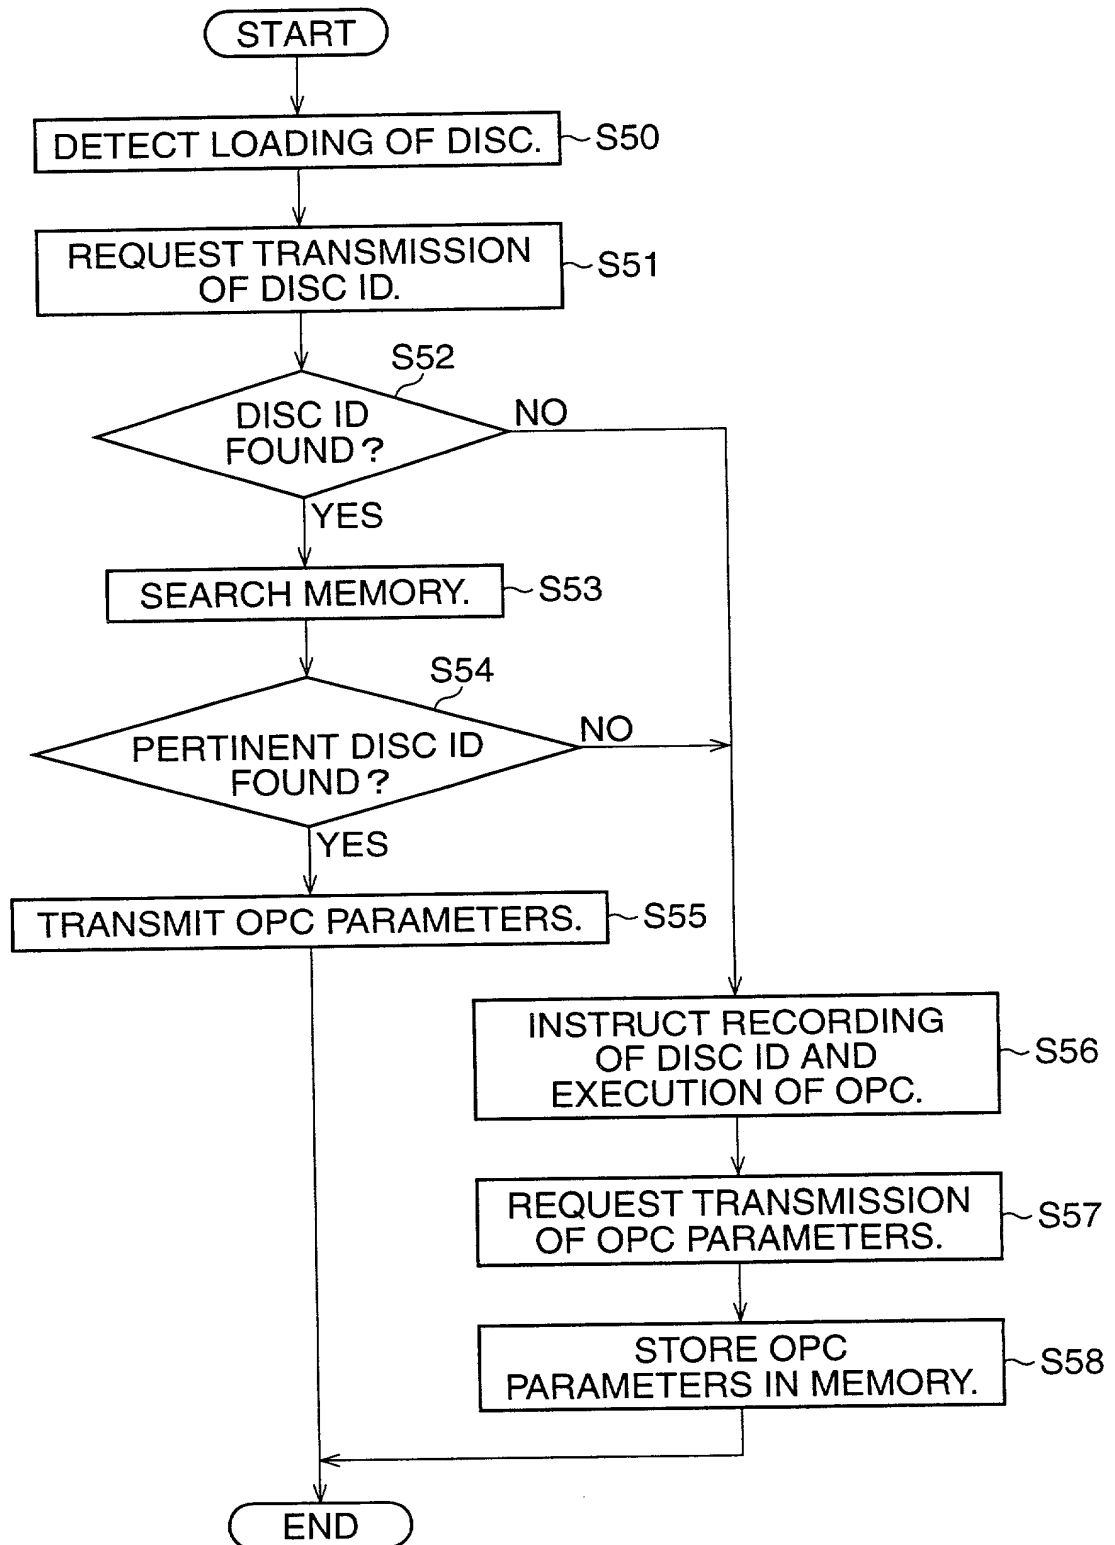 START
DETECT LOADING OF DISC.
S50
REQUEST TRANSMISSION
OF DISC ID.
S51
S52
DISC ID
FOUND?
NO
YES
SEARCH MEMORY.
S53
S54
PERTINENT DISC ID
FOUND?
NO
YES
TRANSMIT OPC PARAMETERS.
S55
INSTRUCT RECORDING
OF DISC ID AND
EXECUTION OF OPC.
S56
REQUEST TRANSMISSION
OF OPC PARAMETERS.
S57
STORE OPC
PARAMETERS IN MEMORY.
S58
END